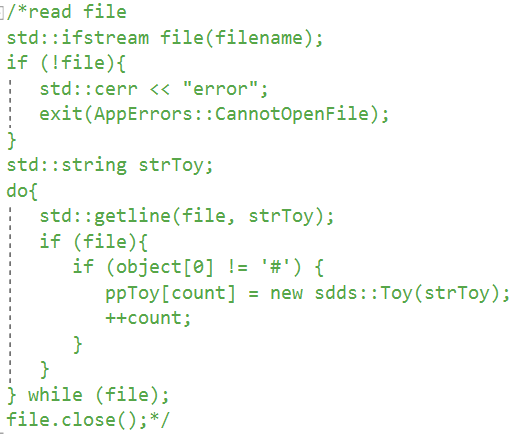 /*read file
std::ifstream file(filename);
if (!file){
std::cerr << "error";
exit(AppErrors::CannotOpenFile);
}
std::string strToy;
do{
std::getline(file, strToy);
if (file){
if (object[0] != '#') {
ppToy[count] = new sdds::Toy(strToy);
++count;
}
}
} while (file);
file.close();*/